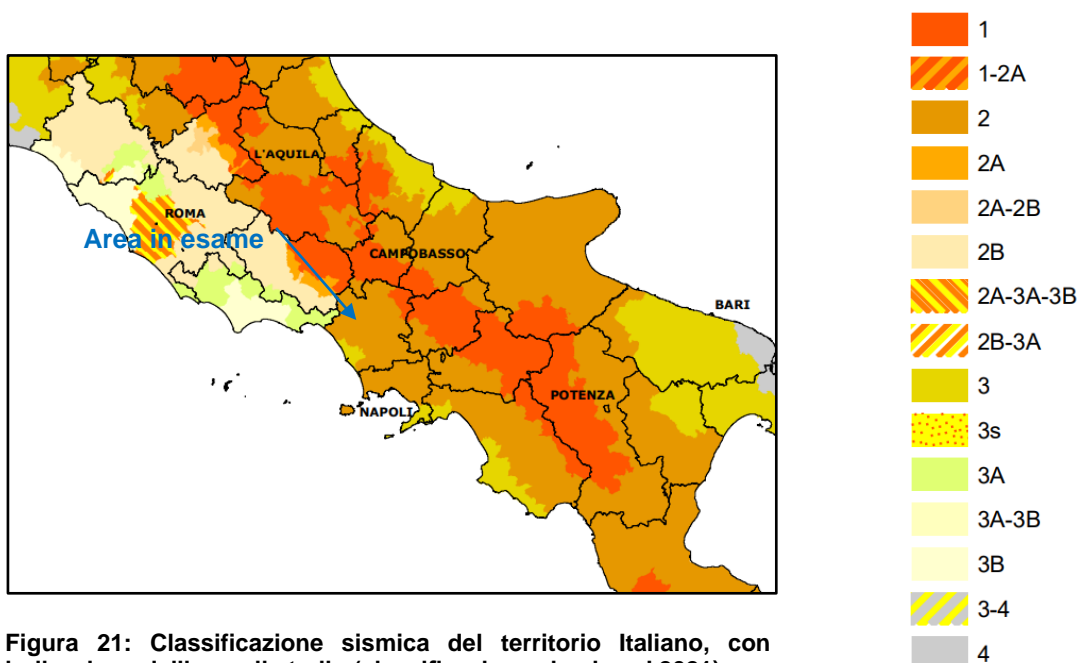 L'AQUILA
ROMA
Area in esame
CAMPOBASSO
BARI
POTENZA
NAPOLI
1
1-2A
2
2A
2A-2B
2B
2A-3A-3B
2B-3A
3
3s
3A
3A-3B
3B
3-4
4
Figura 21: Classificazione sismica del territorio Italiano, con